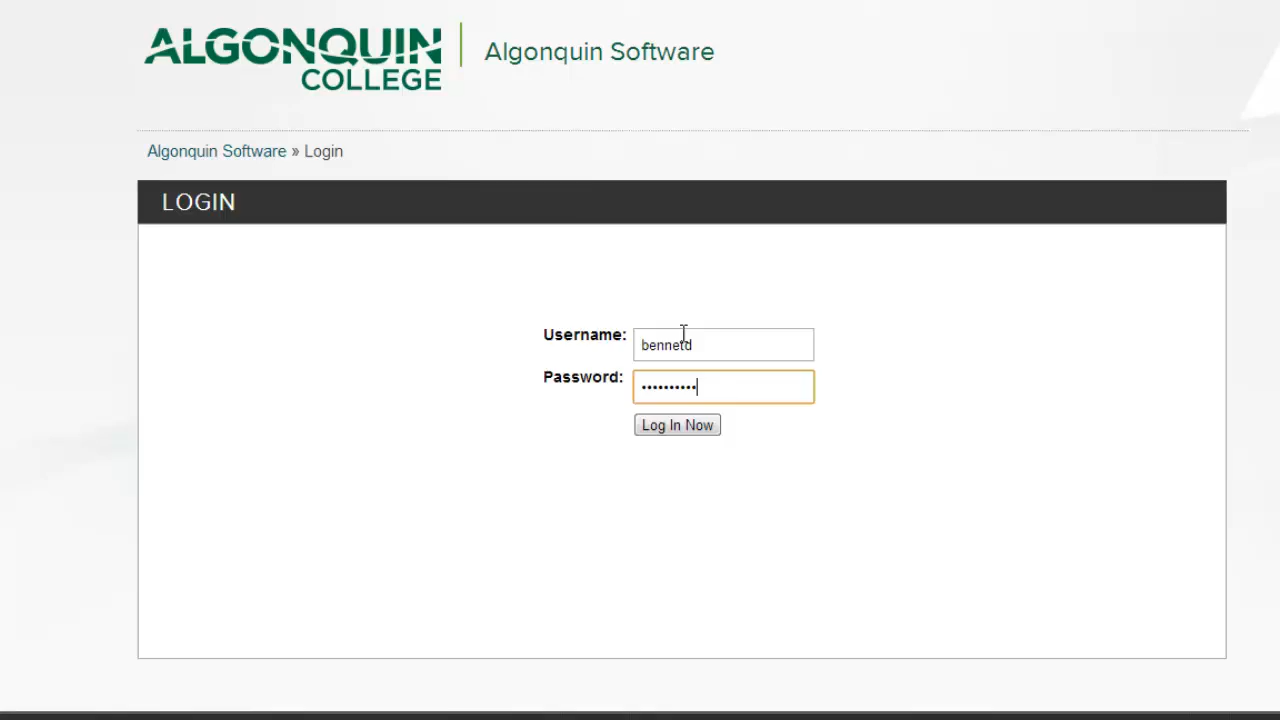 ALGONQUIN
COLLEGE
Algonquin Software
Algonquin Software » Login
LOGIN
Username:
bennetd
Password:
••••••••••
Log In Now